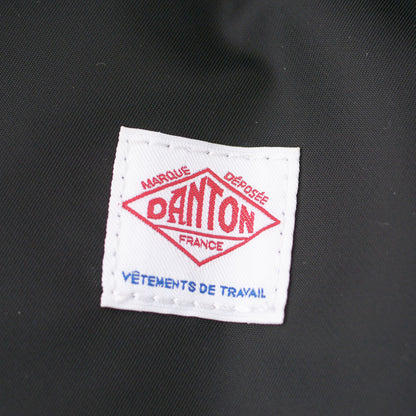 MARQUE DÉPOSÉE
DANTON
FRANCE
VÊTEMENTS DE TRAVAIL